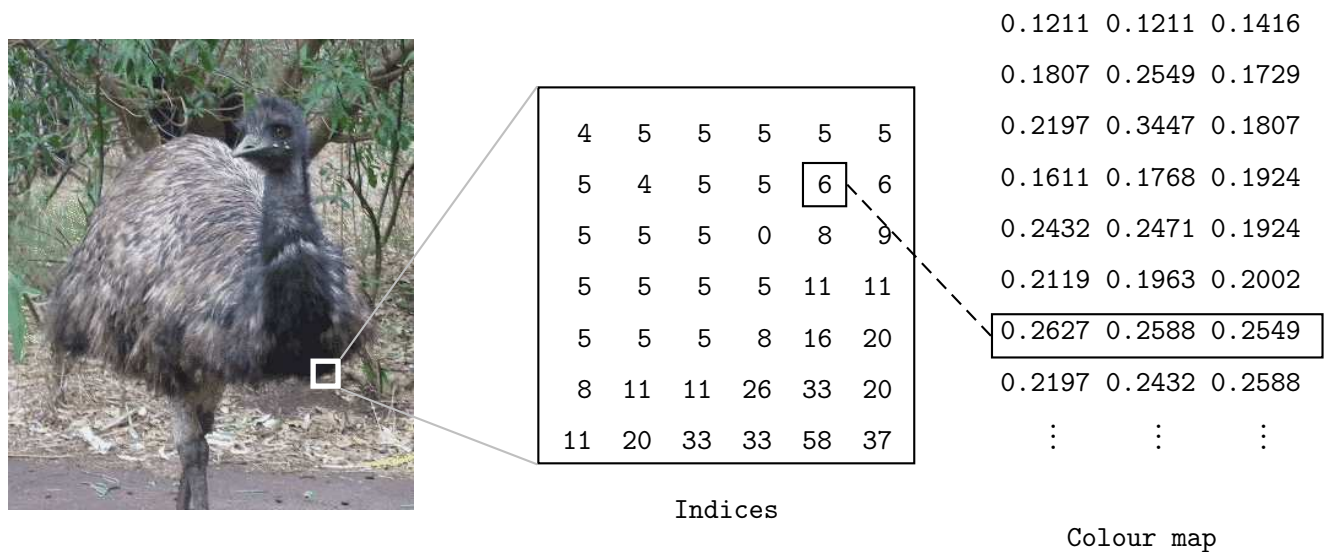 4 5 5 5 5 5
5 4 5 5 6 6
5 5 5 0 8 9
5 5 5 5 11 11
5 5 5 8 16 20
8 11 11 26 33 20
11 20 33 33 58 37
Indices
0.1211 0.1211 0.1416
0.1807 0.2549 0.1729
0.2197 0.3447 0.1807
0.1611 0.1768 0.1924
0.2432 0.2471 0.1924
0.2119 0.1963 0.2002
0.2627 0.2588 0.2549
0.2197 0.2432 0.2588
⋮ ⋮ ⋮
Colour map